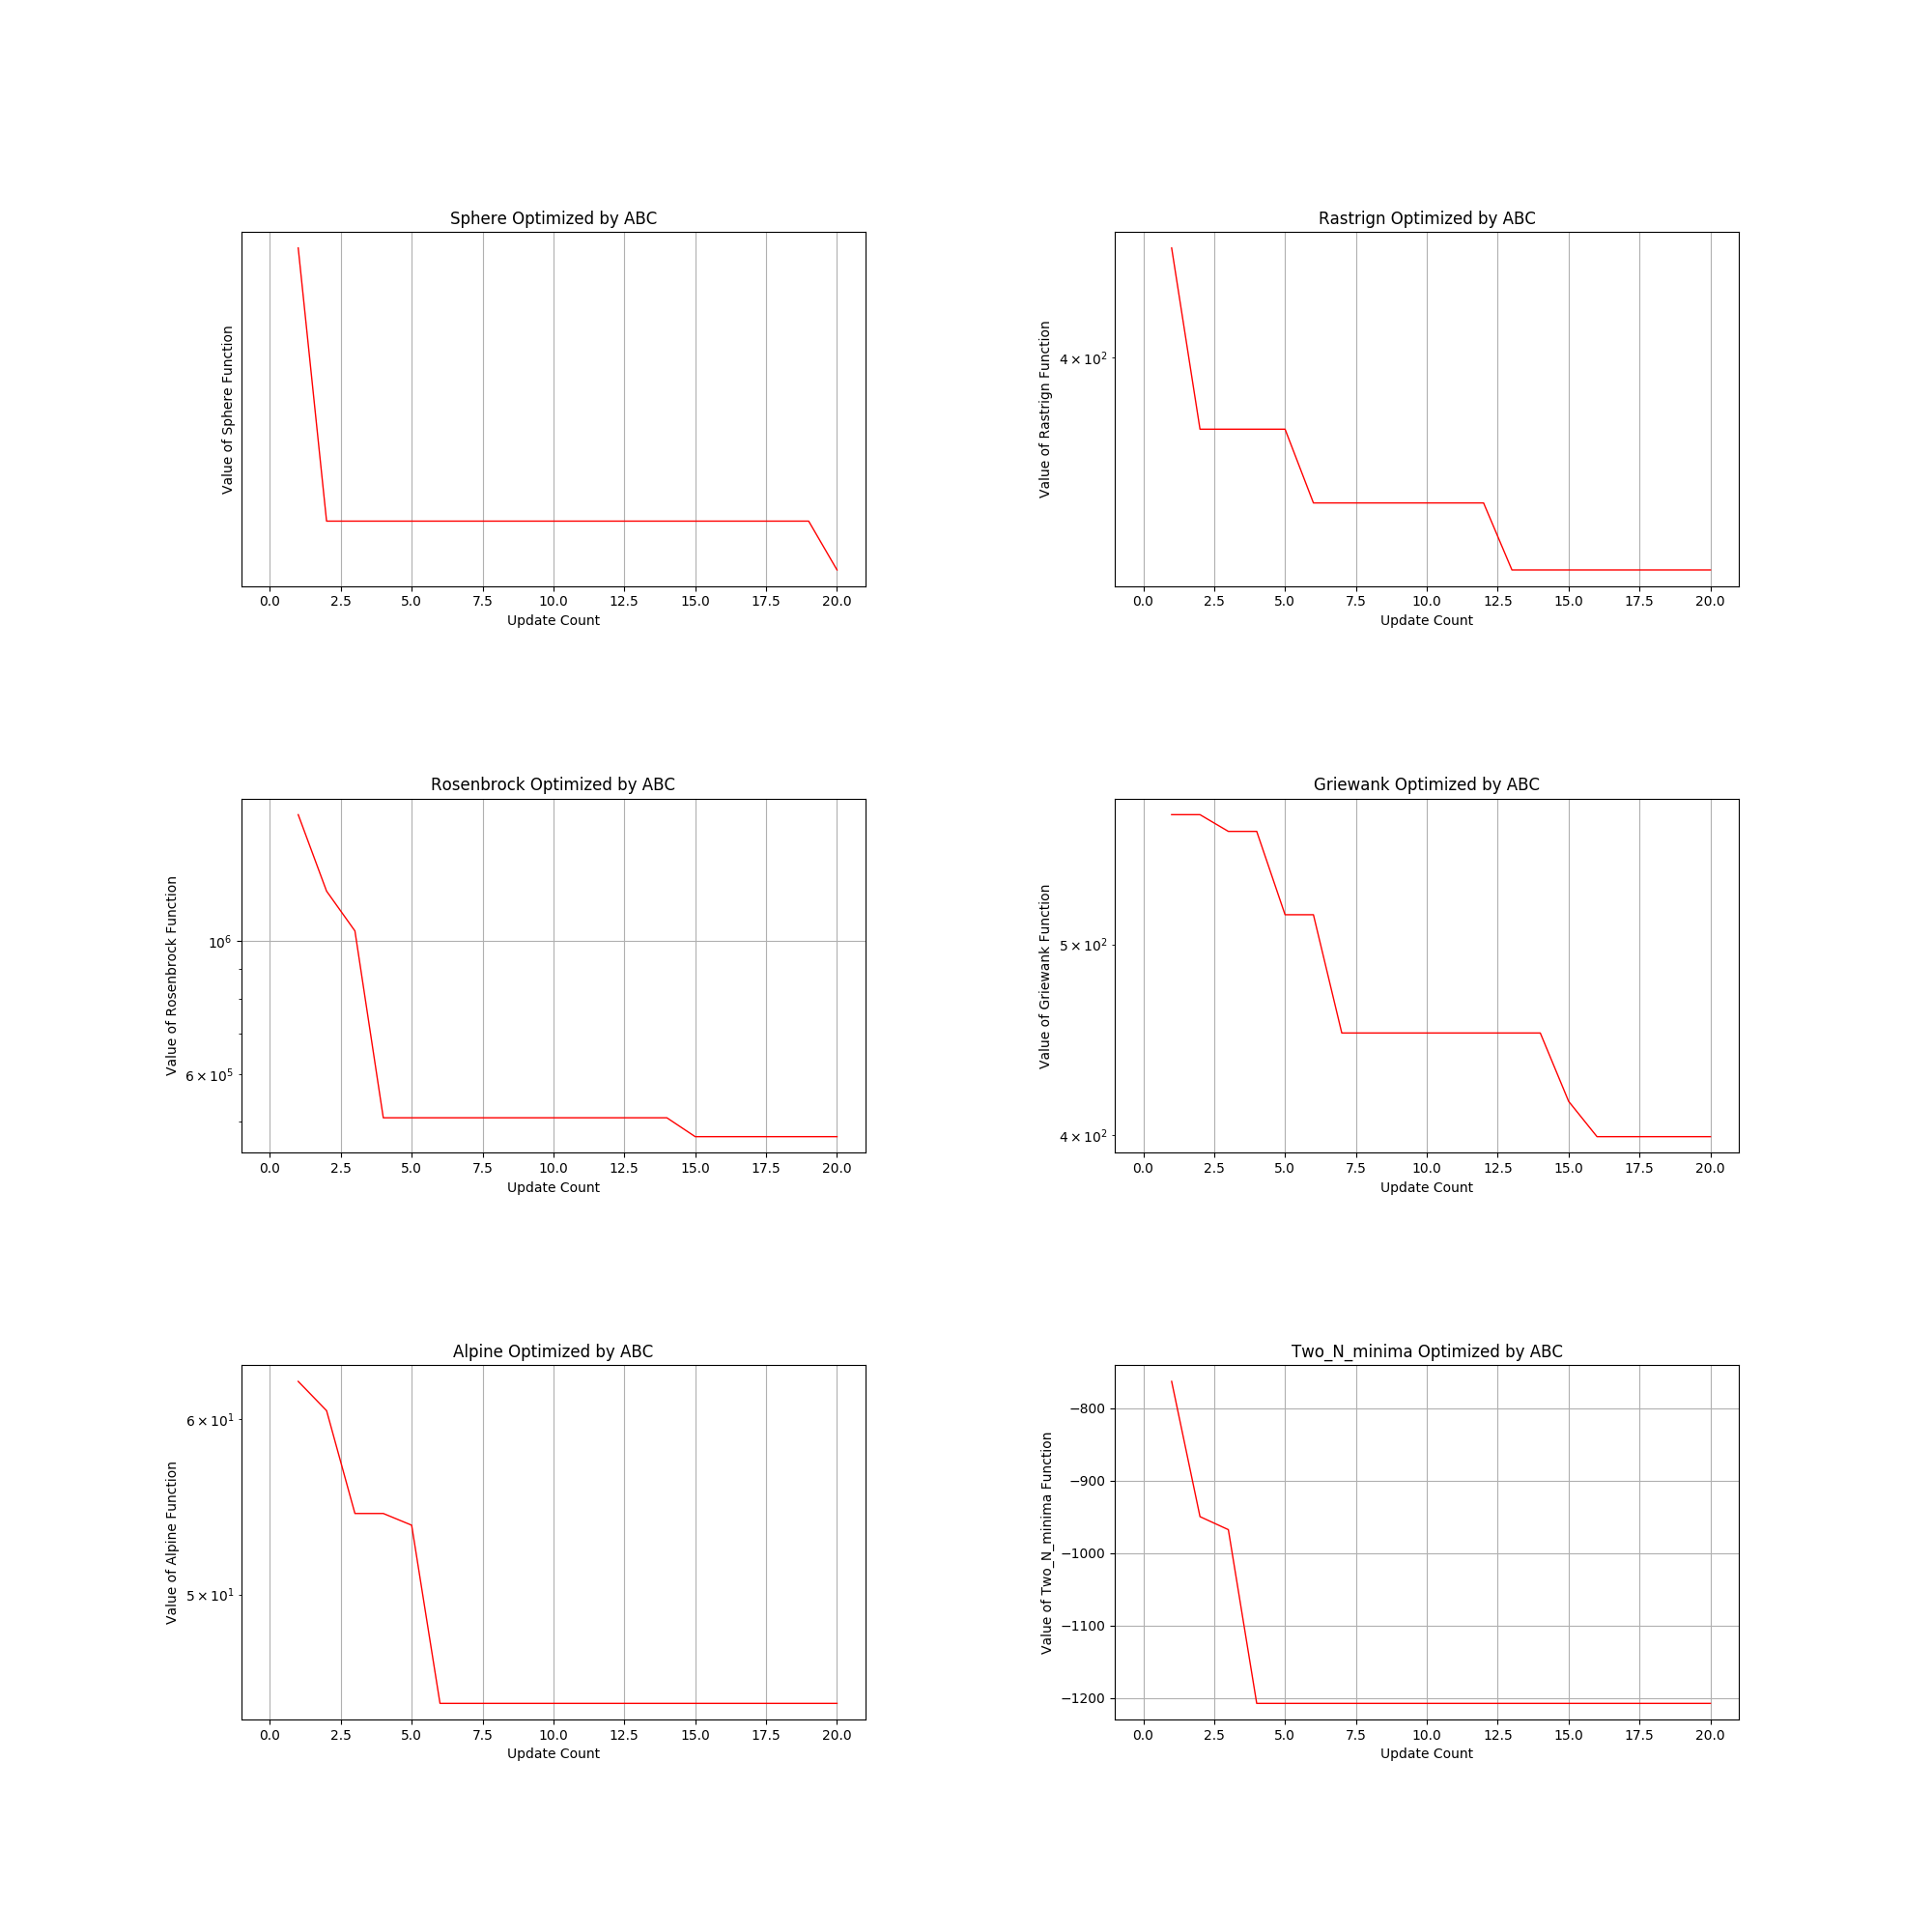 Sphere Optimized by ABC
Value of Sphere Function
0.0 2.5 5.0 7.5 10.0 12.5 15.0 17.5 20.0
Update Count
Rastrign Optimized by ABC
Value of Rastrign Function
4 × 10²
0.0 2.5 5.0 7.5 10.0 12.5 15.0 17.5 20.0
Update Count
Rosenbrock Optimized by ABC
Value of Rosenbrock Function
10⁶
6 × 10⁵
0.0 2.5 5.0 7.5 10.0 12.5 15.0 17.5 20.0
Update Count
Griewank Optimized by ABC
Value of Griewank Function
5 × 10²
4 × 10²
0.0 2.5 5.0 7.5 10.0 12.5 15.0 17.5 20.0
Update Count
Alpine Optimized by ABC
Value of Alpine Function
6 × 10¹
5 × 10¹
0.0 2.5 5.0 7.5 10.0 12.5 15.0 17.5 20.0
Update Count
Two_N_minima Optimized by ABC
Value of Two_N_minima Function
−800
−900
−1000
−1100
−1200
0.0 2.5 5.0 7.5 10.0 12.5 15.0 17.5 20.0
Update Count